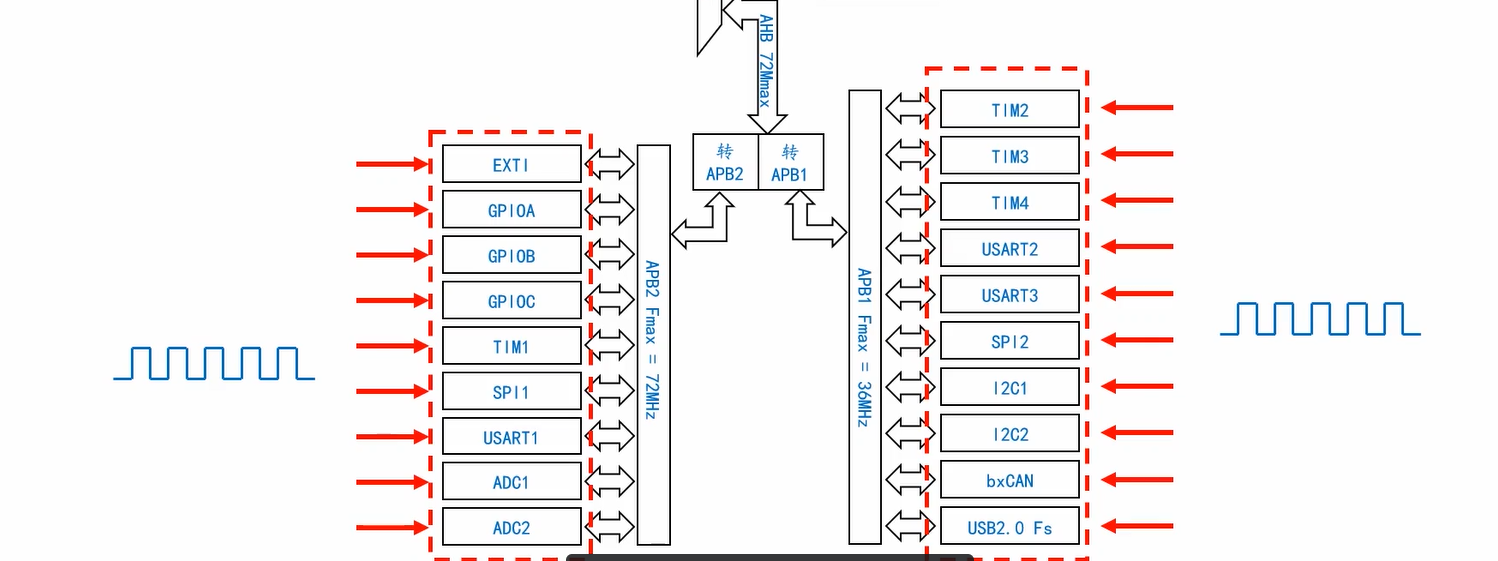 AHB 72Mmax
转
APB2
转
APB1
EXTI
GPIOA
GPIOB
GPIOC
TIM1
SPI1
USART1
ADC1
ADC2
APB2 Fmax = 72MHz
APB1 Fmax = 36MHz
TIM2
TIM3
TIM4
USART2
USART3
SPI2
I2C1
I2C2
bxCAN
USB2.0 Fs